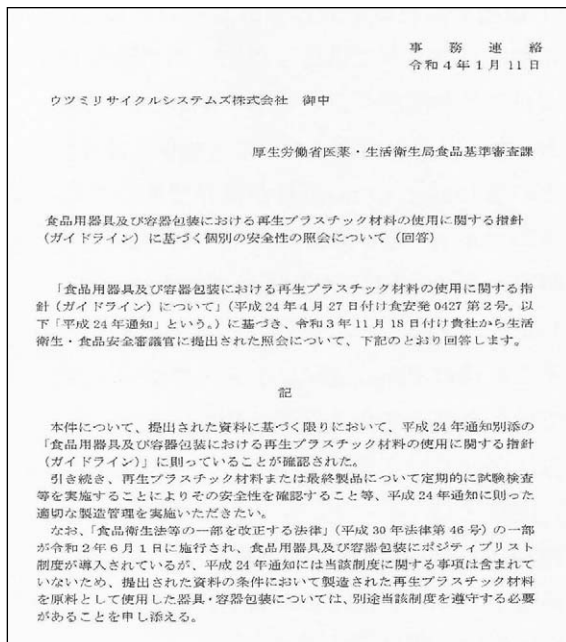 事務連絡
令和4年1月11日
ウツミリサイクルシステムズ株式会社 御中
厚生労働省医薬・生活衛生局食品基準審査課
食品用器具及び容器包装における再生プラスチック材料の使用に関する指針
(ガイドライン)に基づく個別の安全性の照会について(回答)
「食品用器具及び容器包装における再生プラスチック材料の使用に関する指
針(ガイドライン)について」(平成24年4月27日付け食安発0427第2号。以
下「平成24年通知」という。)に基づき、令和3年11月18日付け貴社から生活
衛生・食品安全審議官に提出された照会について、下記のとおり回答します。
記
本件について、提出された資料に基づく限りにおいて、平成24年通知別添の
「食品用器具及び容器包装における再生プラスチック材料の使用に関する指針
(ガイドライン)」に則っていることが確認された。
引き続き、再生プラスチック材料または最終製品について定期的に試験検査
等を実施することによりその安全性を確認すること等、平成24年通知に則った
適切な製造管理を実施いただきたい。
なお、「食品衛生法等の一部を改正する法律」(平成30年法律第46号)の一部
が令和2年6月1日に施行され、食品用器具及び容器包装にポジティブリスト
制度が導入されているが、平成24年通知には当該制度に関する事項は含まれて
いないため、提出された資料の条件において製造された再生プラスチック材料
を原料として使用した器具・容器包装については、別途当該制度を遵守する必要
があることを申し添える。